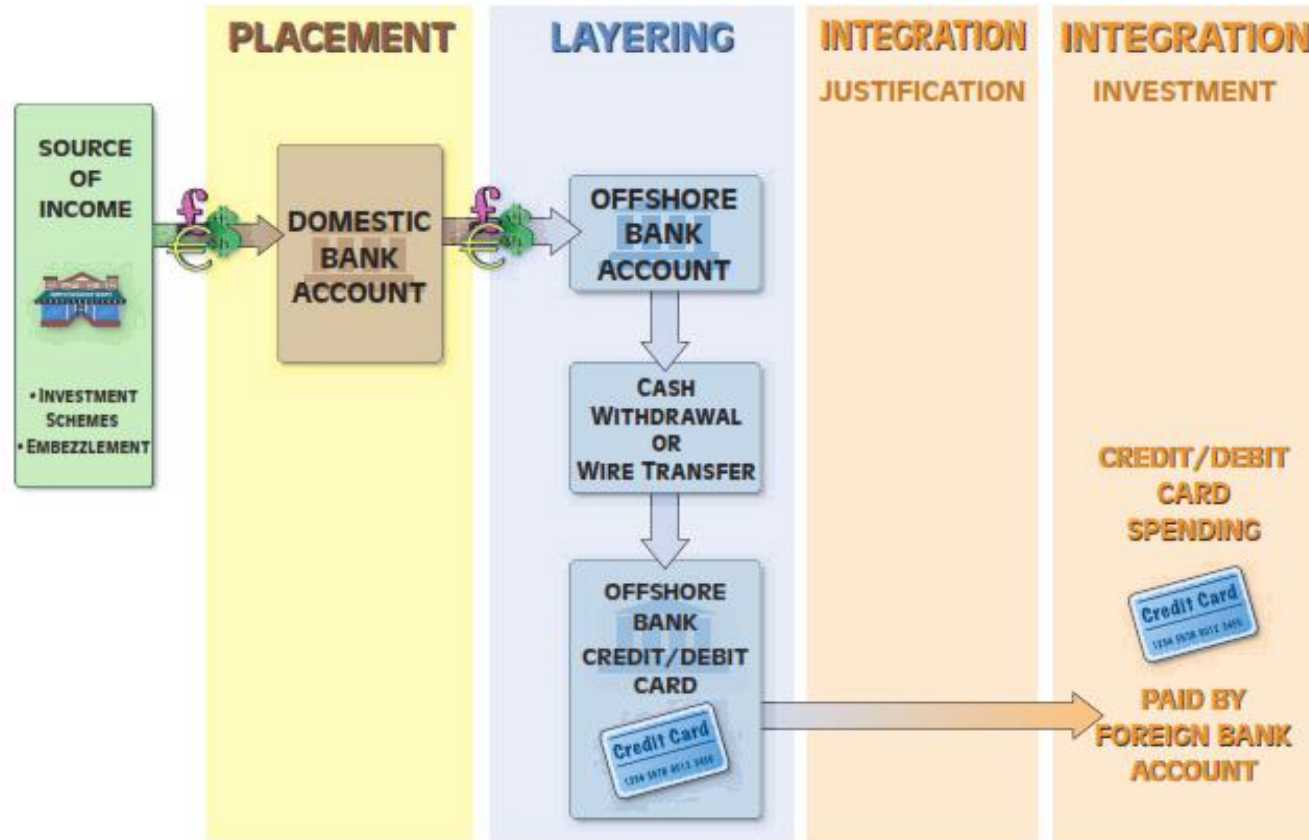 PLACEMENT
LAYERING
INTEGRATION
JUSTIFICATION
INTEGRATION
INVESTMENT
SOURCE
OF
INCOME
• INVESTMENT
SCHEMES
• EMBEZZLEMENT
£
$
€
DOMESTIC
BANK
ACCOUNT
£
$
€
OFFSHORE
BANK
ACCOUNT
CASH
WITHDRAWAL
OR
WIRE TRANSFER
OFFSHORE
BANK
CREDIT/DEBIT
CARD
Credit Card
CREDIT/DEBIT
CARD
SPENDING
Credit Card
PAID BY
FOREIGN BANK
ACCOUNT